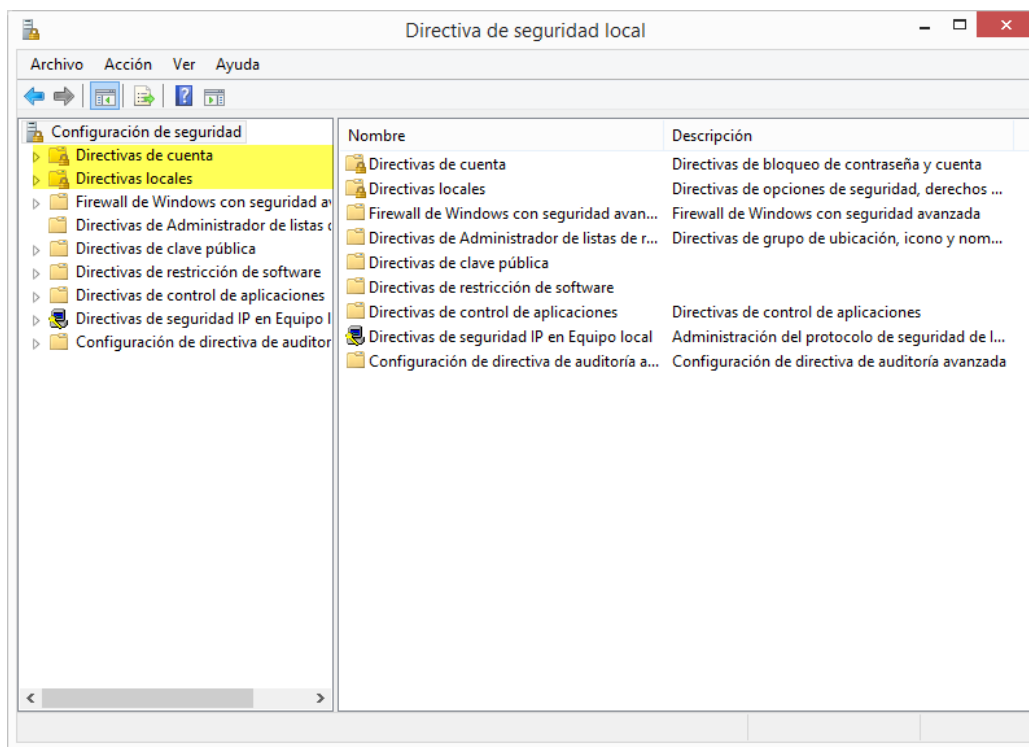 Directiva de seguridad local
Archivo Acción Ver Ayuda
Configuración de seguridad
Directivas de cuenta
Directivas locales
Firewall de Windows con seguridad av
Directivas de Administrador de listas
Directivas de clave pública
Directivas de restricción de software
Directivas de control de aplicaciones
Directivas de seguridad IP en Equipo l
Configuración de directiva de auditor
Nombre Descripción
Directivas de cuenta Directivas de bloqueo de contraseña y cuenta
Directivas locales Directivas de opciones de seguridad, derechos ...
Firewall de Windows con seguridad avan... Firewall de Windows con seguridad avanzada
Directivas de Administrador de listas de r... Directivas de grupo de ubicación, icono y nom...
Directivas de clave pública
Directivas de restricción de software
Directivas de control de aplicaciones Directivas de control de aplicaciones
Directivas de seguridad IP en Equipo local Administración del protocolo de seguridad de l...
Configuración de directiva de auditoría a... Configuración de directiva de auditoría avanzada